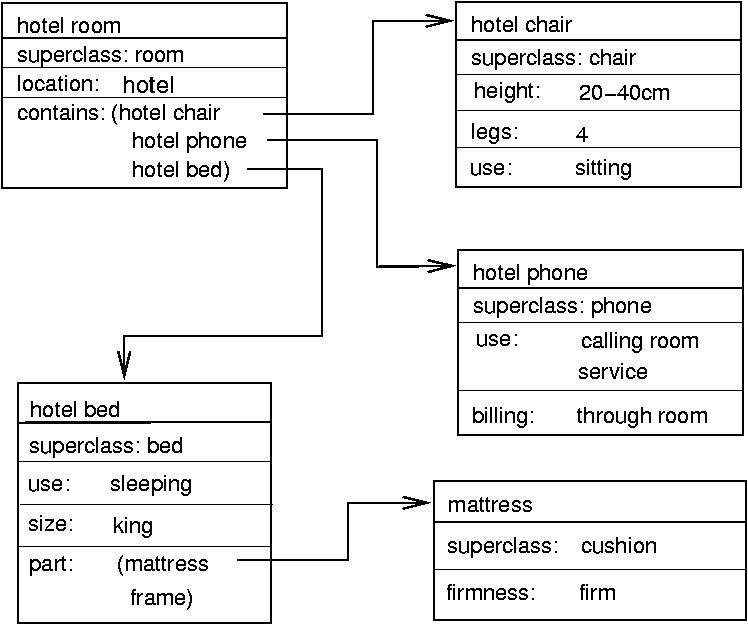 hotel room
superclass: room
location: hotel
contains: (hotel chair
hotel phone
hotel bed)
hotel chair
superclass: chair
height: 20–40cm
legs: 4
use: sitting
hotel phone
superclass: phone
use: calling room
service
billing: through room
hotel bed
superclass: bed
use: sleeping
size: king
part: (mattress
frame)
mattress
superclass: cushion
firmness: firm